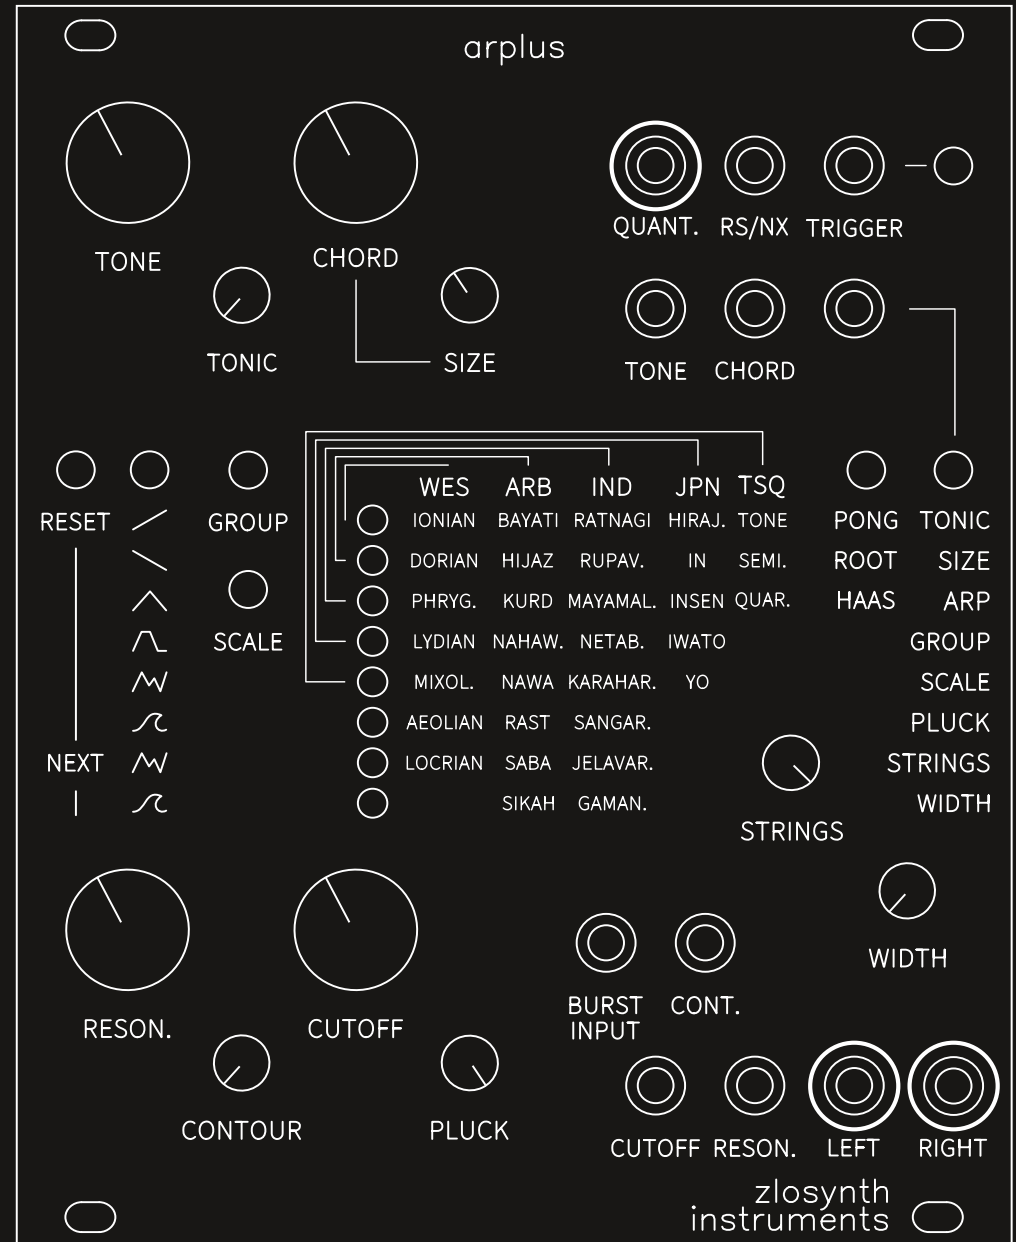 arplus
QUANT. RS/NX TRIGGER
TONE CHORD
TONIC SIZE
TONE CHORD
WES ARB IND JPN TSQ
RESET GROUP IONIAN BAYATI RATNAGI HIRAJ. TONE PONG TONIC
DORIAN HIJAZ RUPAV. IN SEMI. ROOT SIZE
PHRYG. KURD MAYAMAL. INSEN QUAR. HAAS ARP
SCALE LYDIAN NAHAW. NETAB. IWATO GROUP
MIXOL. NAWA KARAHAR. YO SCALE
AEOLIAN RAST SANGAR. PLUCK
NEXT LOCRIAN SABA JELAVAR. STRINGS
SIKAH GAMAN. WIDTH
STRINGS
WIDTH
RESON. CUTOFF
BURST
INPUT
CONT.
CONTOUR PLUCK
CUTOFF RESON. LEFT RIGHT
zlosynth
instruments